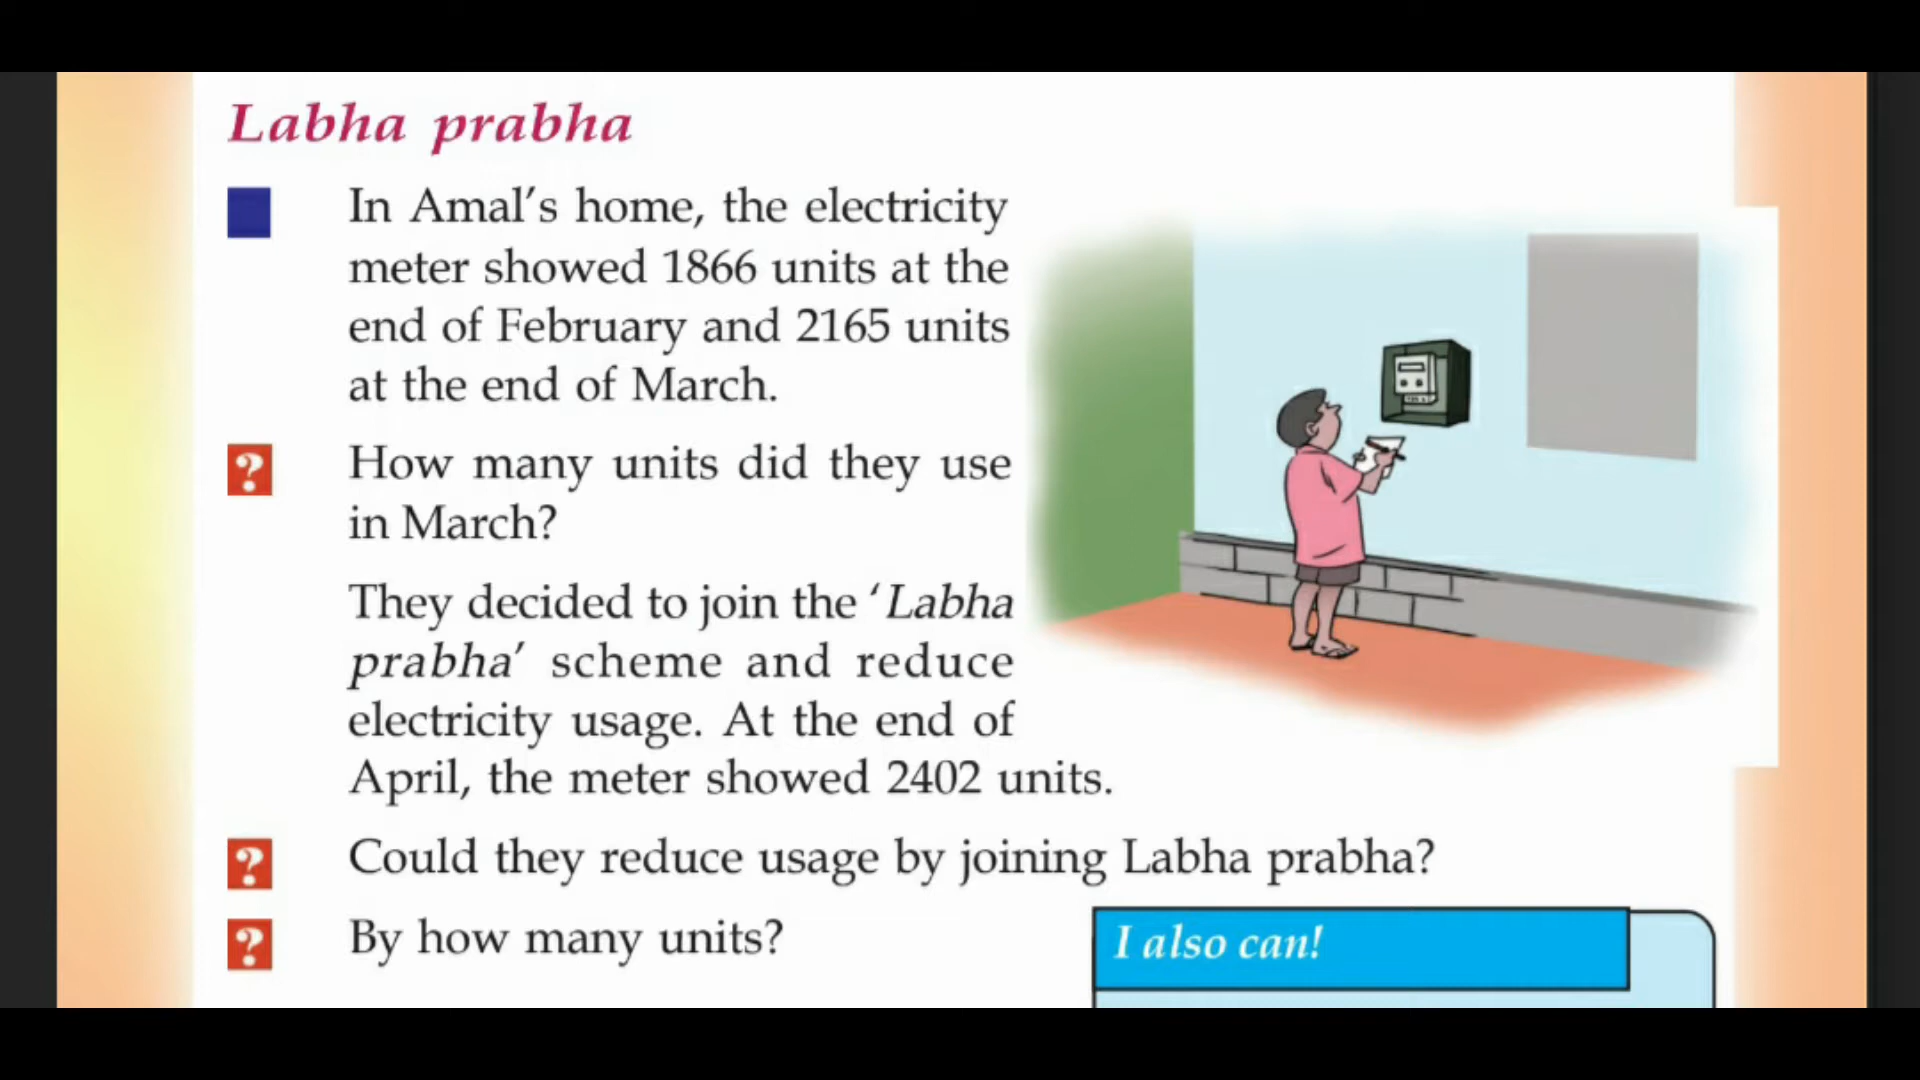 Labha prabha
In Amal's home, the electricity
meter showed 1866 units at the
end of February and 2165 units
at the end of March.
? How many units did they use
in March?
They decided to join the ‘Labha
prabha’ scheme and reduce
electricity usage. At the end of
April, the meter showed 2402 units.
? Could they reduce usage by joining Labha prabha?
? By how many units?
I also can!